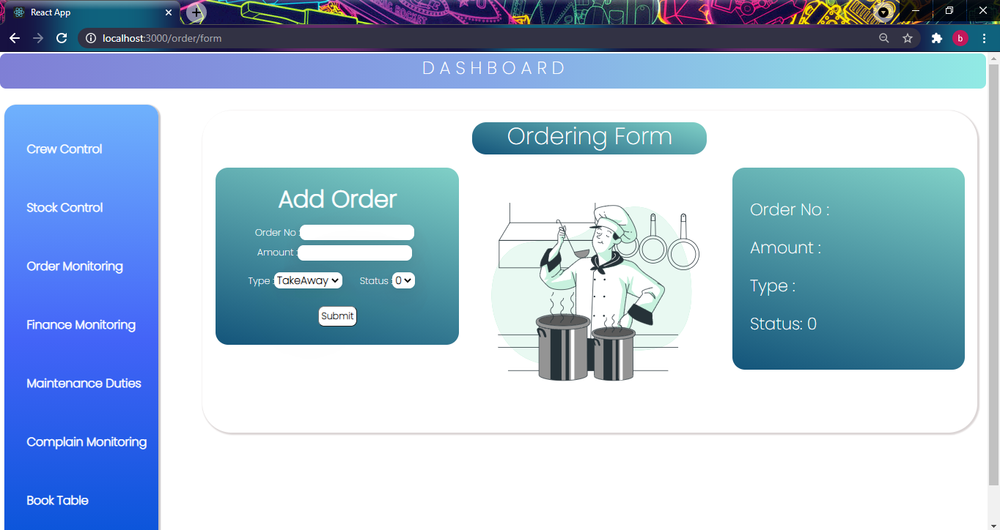 React App
localhost:3000/order/form
b
DASHBOARD
Crew Control
Stock Control
Order Monitoring
Finance Monitoring
Maintenance Duties
Complain Monitoring
Book Table
Ordering Form
Add Order
Order No :
Amount :
Type : TakeAway Status : 0
Submit
Order No :
Amount :
Type :
Status: 0